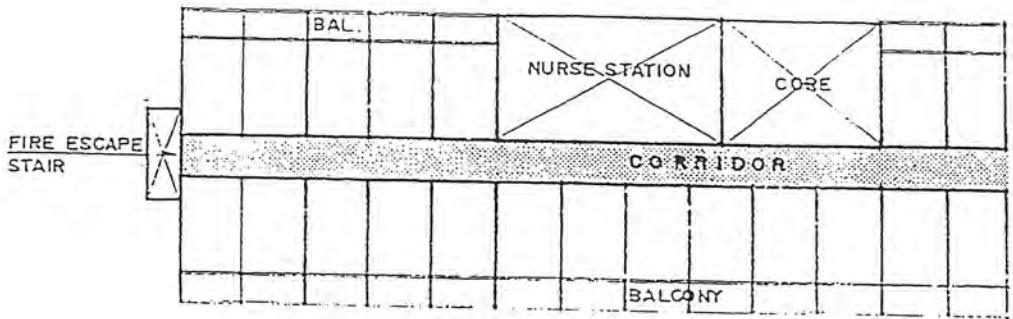 BAL.
NURSE STATION
CORE
FIRE ESCAPE
STAIR
CORRIDOR
BALCONY